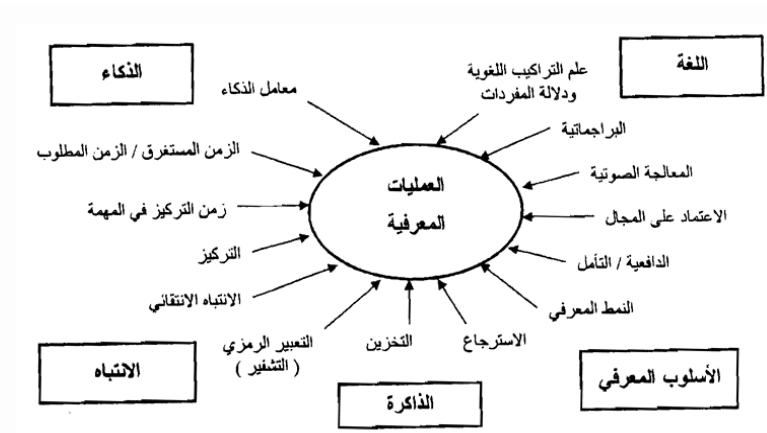 اللغة
الذكاء
علم التراكيب اللغوية
ودلالة المفردات
معامل الذكاء
البراجماتية
الزمن المستغرق / الزمن المطلوب
المعالجة الصوتية
العمليات
المعرفية
زمن التركيز في المهمة
الاعتماد على المجال
التركيز
الدافعية / التأمل
الانتباه الانتقائي
النمط المعرفي
الاسترجاع
التخزين
التعبير الرمزي
( التشفير )
الأسلوب المعرفي
الانتباه
الذاكرة